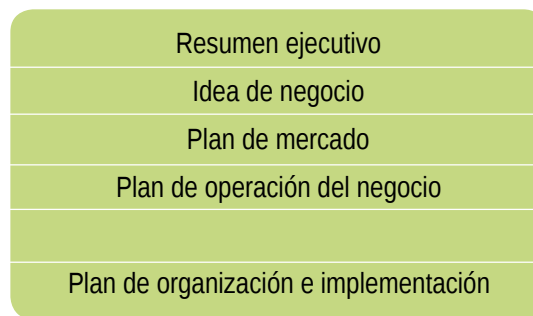 Resumen ejecutivo
Idea de negocio
Plan de mercado
Plan de operación del negocio
Plan de organización e implementación